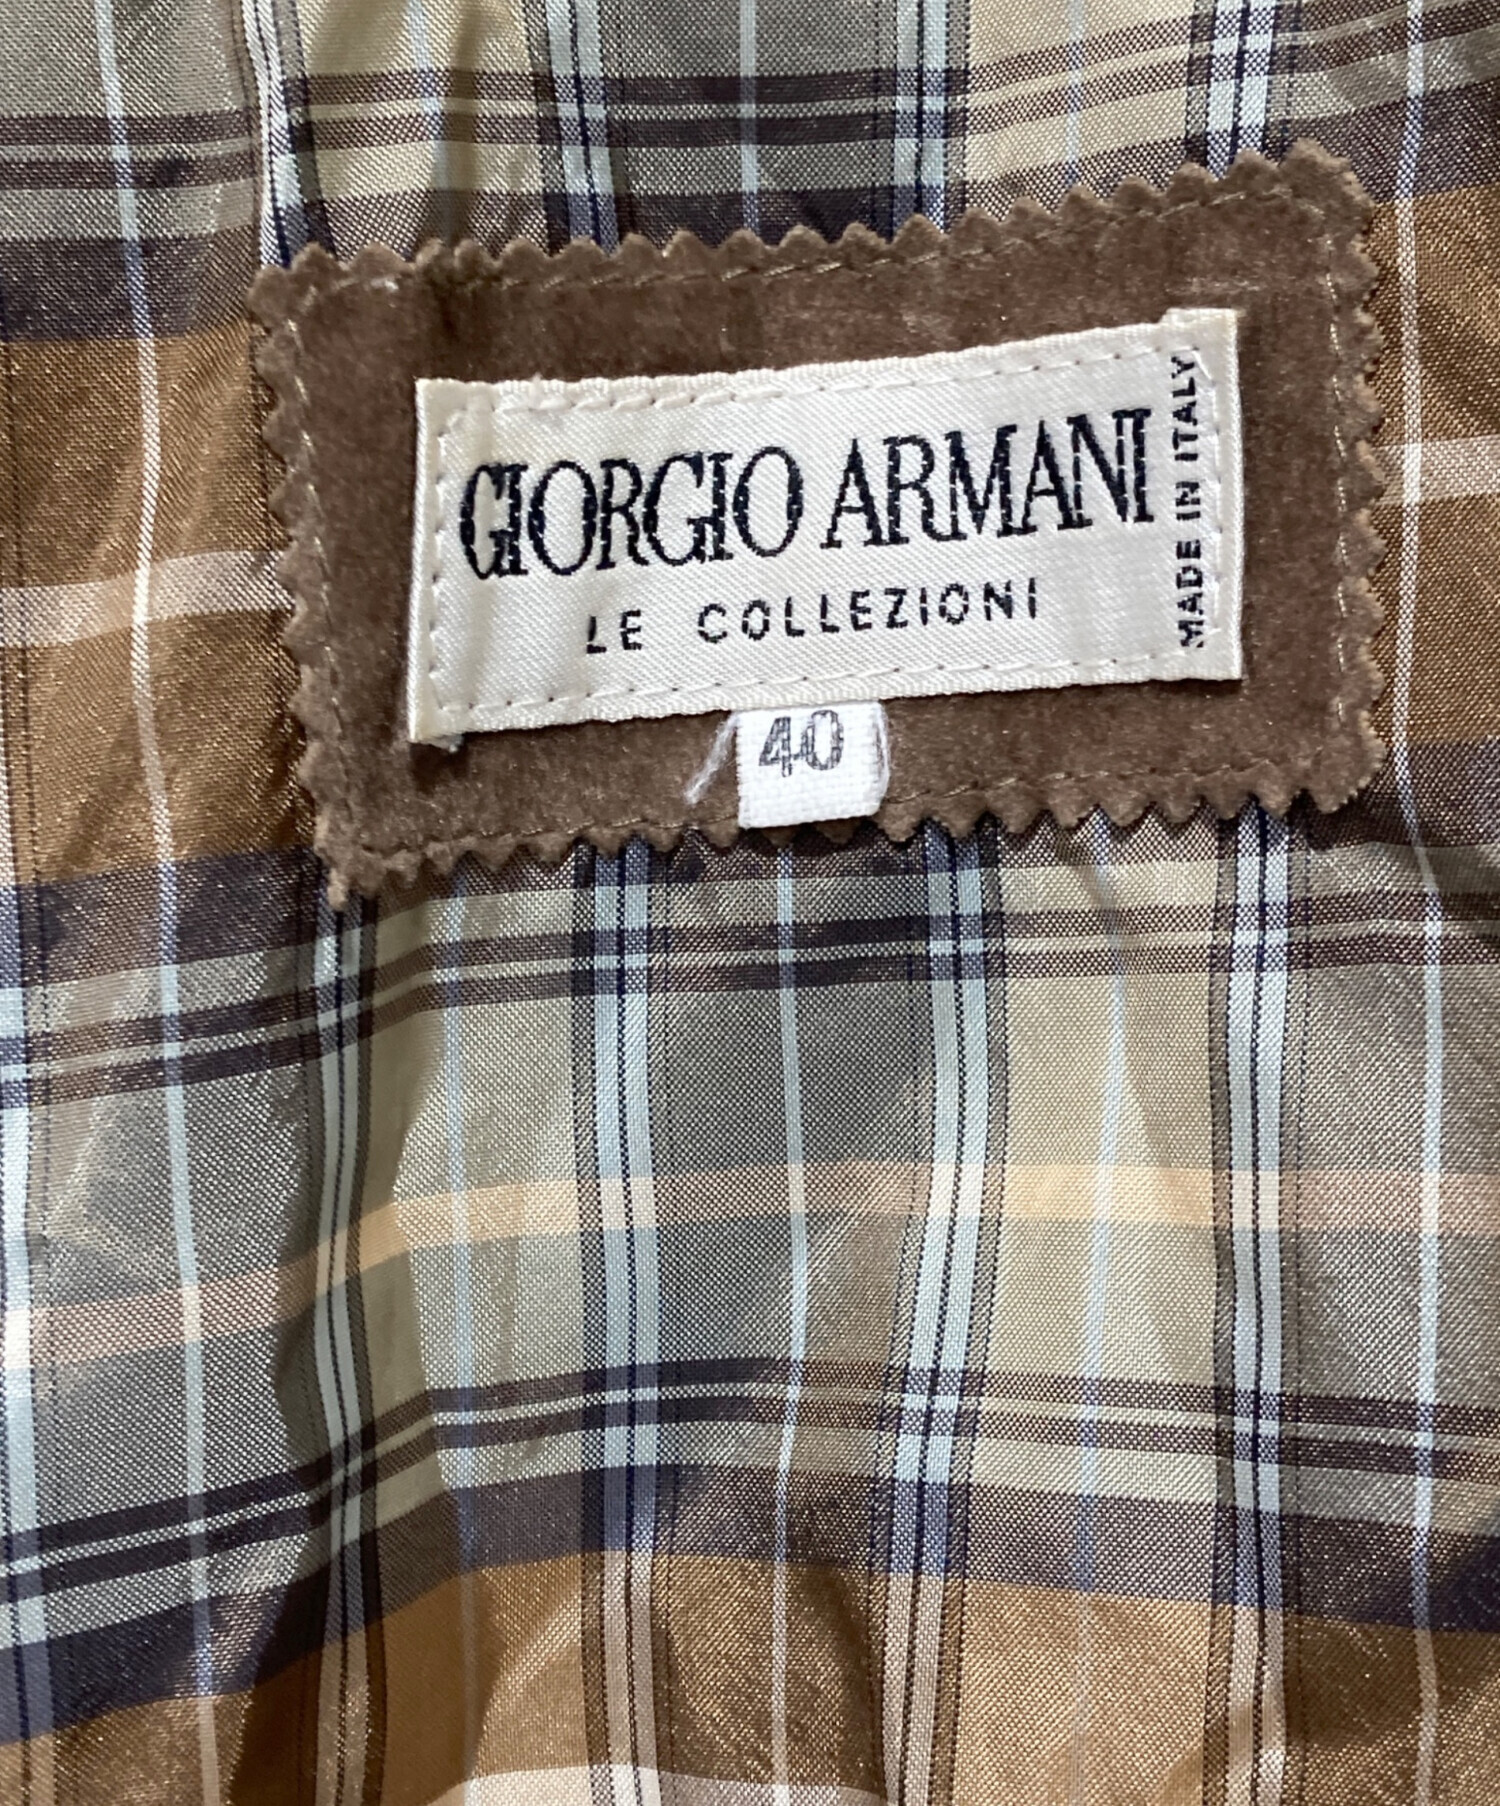 GIORGIO ARMANI
LE COLLEZIONI
MADE IN ITALY
40